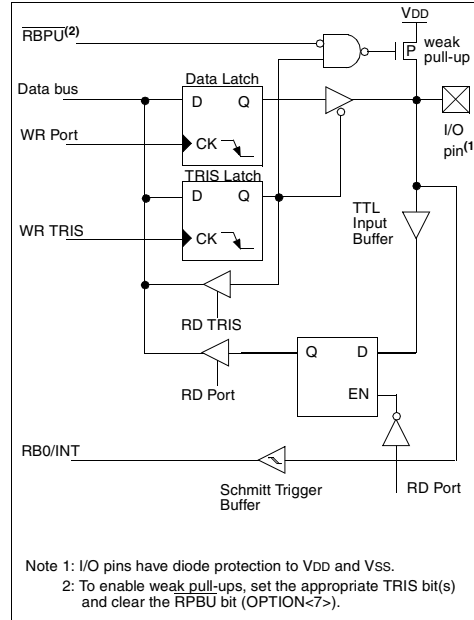 VDD
RBPU(2)
P
weak
pull-up
Data bus
Data Latch
D Q
WR Port
CK
I/O
pin(1
TRIS Latch
D Q
WR TRIS
CK
TTL
Input
Buffer
RD TRIS
Q D
RD Port
EN
RB0/INT
Schmitt Trigger
Buffer
RD Port
Note 1: I/O pins have diode protection to VDD and VSS.
2: To enable weak pull-ups, set the appropriate TRIS bit(s)
and clear the RPBU bit (OPTION<7>).